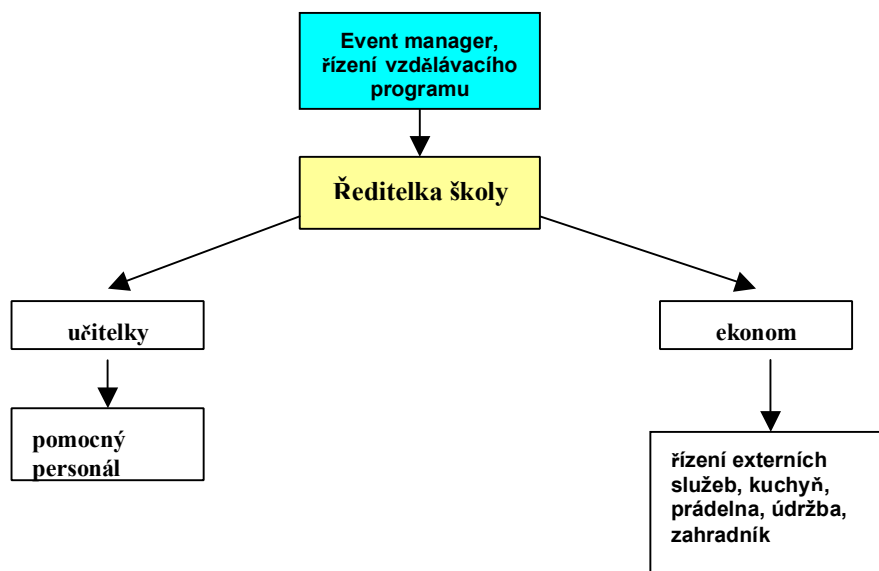 Event manager,
řízení vzdělávacího
programu
Ředitelka školy
učitelky
ekonom
pomocný
personál
řízení externích
služeb, kuchyň,
prádelna, údržba,
zahradník